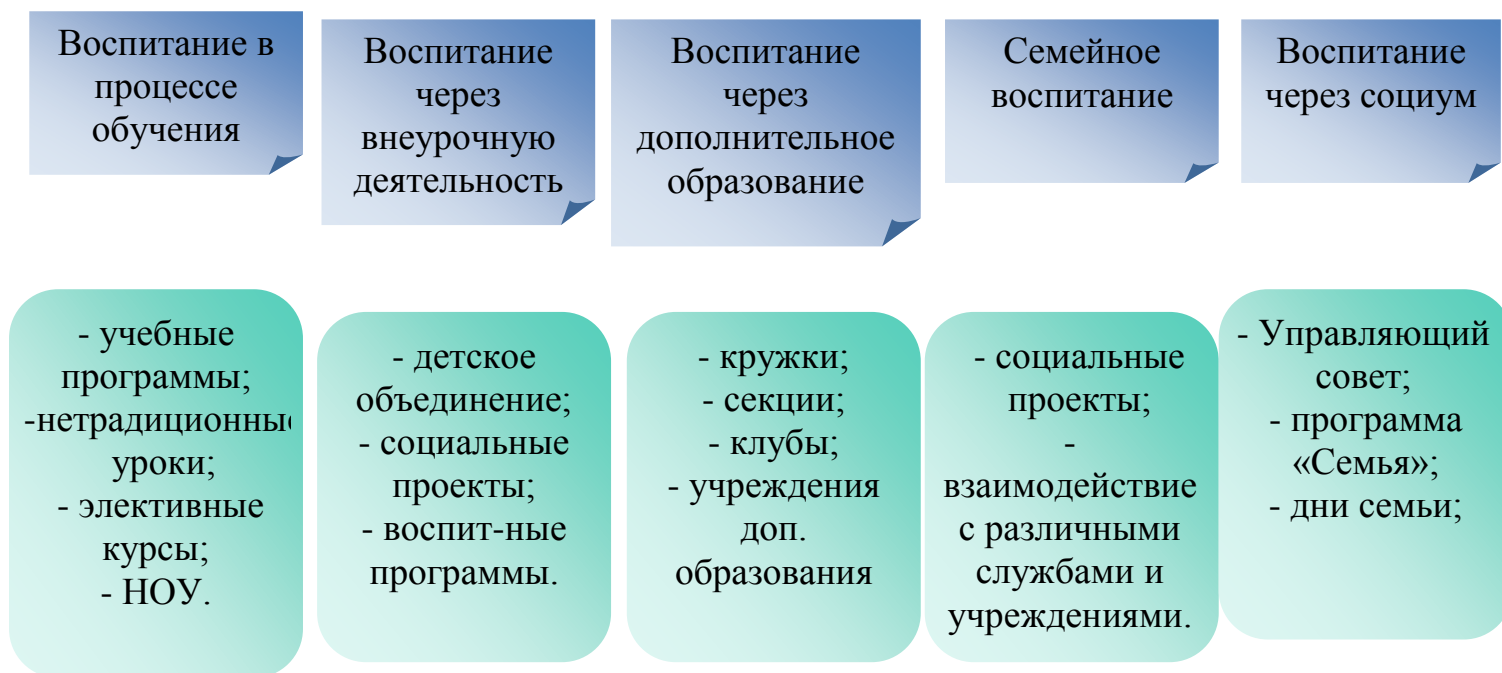 Воспитание в
процессе
обучения
Воспитание
через
внеурочную
деятельность
Воспитание
через
дополнительное
образование
Семейное
воспитание
Воспитание
через социум
- учебные
программы;
-нетрадиционные
уроки;
- элективные
курсы;
- НОУ.
- детское
объединение;
- социальные
проекты;
- воспит-ные
программы.
- кружки;
- секции;
- клубы;
- учреждения
доп.
образования
- социальные
проекты;
-
взаимодействие
с различными
службами и
учреждениями.
- Управляющий
совет;
- программа
«Семья»;
- дни семьи;